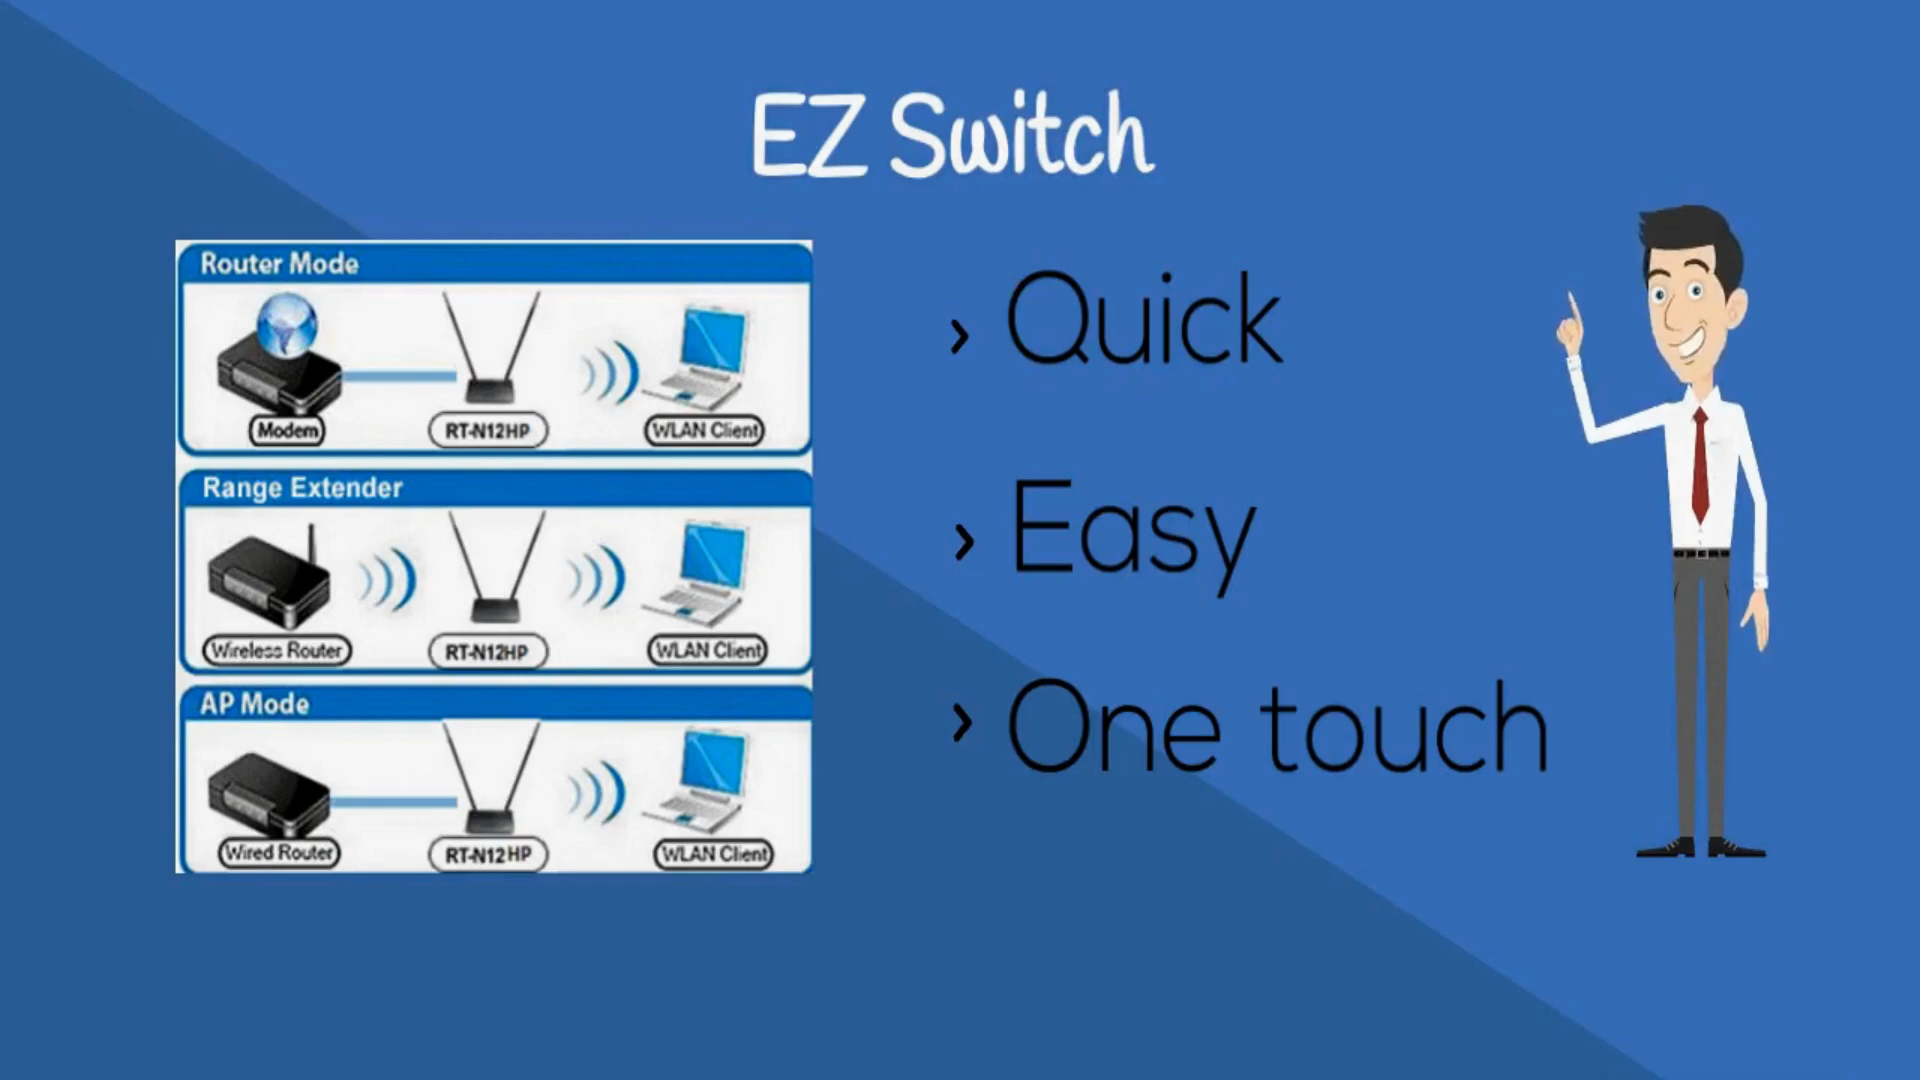 EZ Switch
Router Mode
Modem
RT-N12HP
WLAN Client
Range Extender
Wireless Router
RT-N12HP
WLAN Client
AP Mode
Wired Router
RT-N12HP
WLAN Client
› Quick
› Easy
› One touch